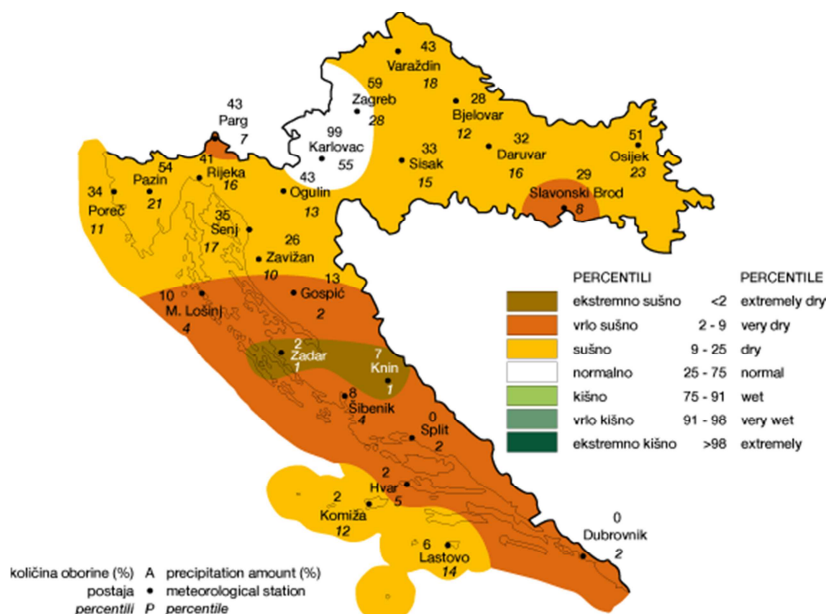 43
Varaždin
18
59
Zagreb
28
28
Bjelovar
12
43
Parg
7
99
Karlovac
55
33
Sisak
15
32
Daruvar
16
51
Osijek
23
29
Slavonski Brod
8
34
Poreč
11
54
Pazin
21
41
Rijeka
16
43
Ogulin
13
35
Senj
17
26
Zavižan
10
10
M. Lošinj
4
13
Gospić
2
2
Zadar
1
7
Knin
1
8
Šibenik
4
0
Split
2
2
Hvar
5
2
Komiža
12
6
Lastovo
14
0
Dubrovnik
2
PERCENTILI PERCENTILE
ekstremno sušno <2 extremely dry
vrlo sušno 2 - 9 very dry
sušno 9 - 25 dry
normalno 25 - 75 normal
kišno 75 - 91 wet
vrlo kišno 91 - 98 very wet
ekstremno kišno >98 extremely
količina oborine (%) A precipitation amount (%)
postaja • meteorological station
percentili P percentile